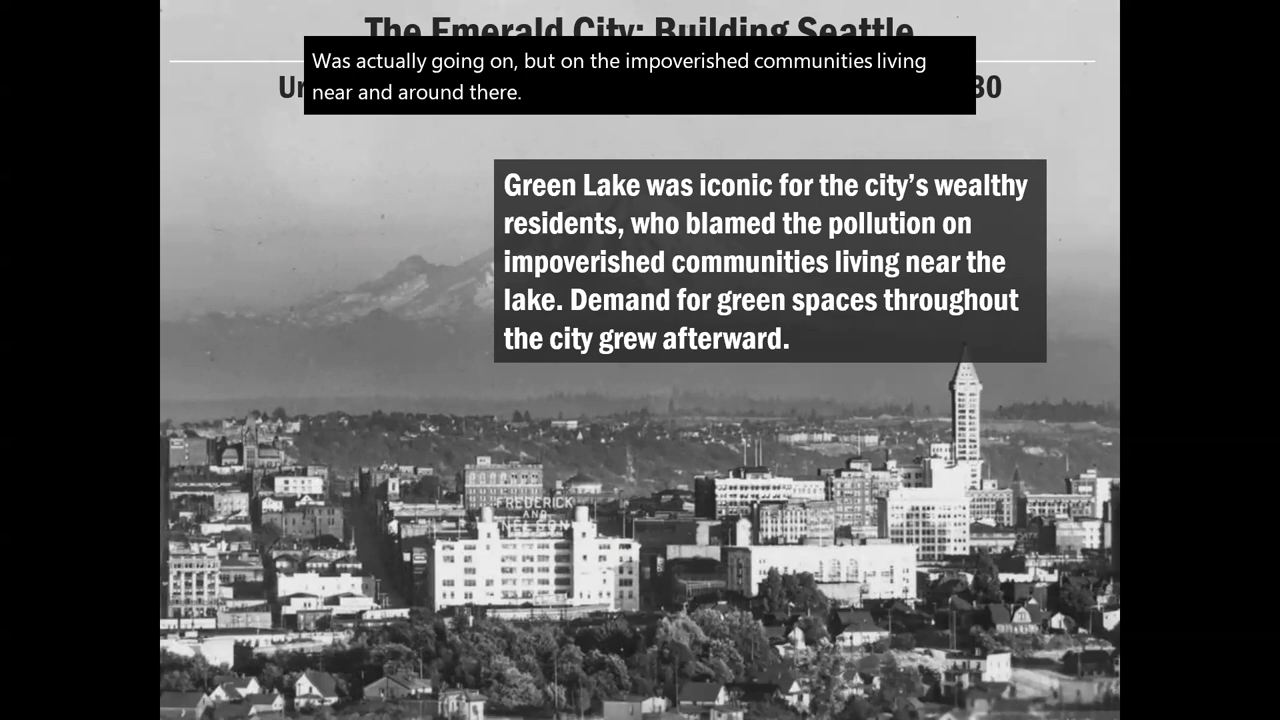 The Emerald City: Building Seattle
Was actually going on, but on the impoverished communities living
near and around there.
Green Lake was iconic for the city's wealthy
residents, who blamed the pollution on
impoverished communities living near the
lake. Demand for green spaces throughout
the city grew afterward.
FREDERICK
AND
NELSON